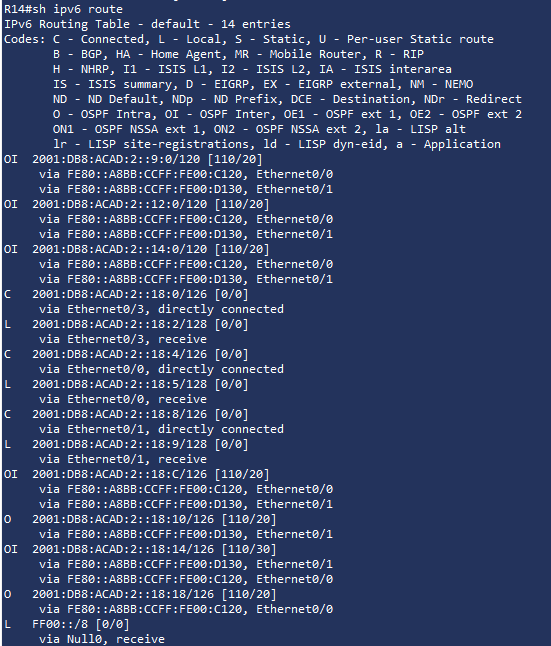 R14#sh ipv6 route
IPv6 Routing Table - default - 14 entries
Codes: C - Connected, L - Local, S - Static, U - Per-user Static route
       B - BGP, HA - Home Agent, MR - Mobile Router, R - RIP
       H - NHRP, I1 - ISIS L1, I2 - ISIS L2, IA - ISIS interarea
       IS - ISIS summary, D - EIGRP, EX - EIGRP external, NM - NEMO
       ND - ND Default, NDp - ND Prefix, DCE - Destination, NDr - Redirect
       O - OSPF Intra, OI - OSPF Inter, OE1 - OSPF ext 1, OE2 - OSPF ext 2
       ON1 - OSPF NSSA ext 1, ON2 - OSPF NSSA ext 2, la - LISP alt
       lr - LISP site-registrations, ld - LISP dyn-eid, a - Application
OI  2001:DB8:ACAD:2::9:0/120 [110/20]
     via FE80::A8BB:CCFF:FE00:C120, Ethernet0/0
     via FE80::A8BB:CCFF:FE00:D130, Ethernet0/1
OI  2001:DB8:ACAD:2::12:0/120 [110/20]
     via FE80::A8BB:CCFF:FE00:C120, Ethernet0/0
     via FE80::A8BB:CCFF:FE00:D130, Ethernet0/1
OI  2001:DB8:ACAD:2::14:0/120 [110/20]
     via FE80::A8BB:CCFF:FE00:C120, Ethernet0/0
     via FE80::A8BB:CCFF:FE00:D130, Ethernet0/1
C   2001:DB8:ACAD:2::18:0/126 [0/0]
     via Ethernet0/3, directly connected
L   2001:DB8:ACAD:2::18:2/128 [0/0]
     via Ethernet0/3, receive
C   2001:DB8:ACAD:2::18:4/126 [0/0]
     via Ethernet0/0, directly connected
L   2001:DB8:ACAD:2::18:5/128 [0/0]
     via Ethernet0/0, receive
C   2001:DB8:ACAD:2::18:8/126 [0/0]
     via Ethernet0/1, directly connected
L   2001:DB8:ACAD:2::18:9/128 [0/0]
     via Ethernet0/1, receive
OI  2001:DB8:ACAD:2::18:C/126 [110/20]
     via FE80::A8BB:CCFF:FE00:C120, Ethernet0/0
     via FE80::A8BB:CCFF:FE00:D130, Ethernet0/1
O   2001:DB8:ACAD:2::18:10/126 [110/20]
     via FE80::A8BB:CCFF:FE00:D130, Ethernet0/1
OI  2001:DB8:ACAD:2::18:14/126 [110/30]
     via FE80::A8BB:CCFF:FE00:D130, Ethernet0/1
     via FE80::A8BB:CCFF:FE00:C120, Ethernet0/0
O   2001:DB8:ACAD:2::18:18/126 [110/20]
     via FE80::A8BB:CCFF:FE00:C120, Ethernet0/0
L   FF00::/8 [0/0]
     via Null0, receive